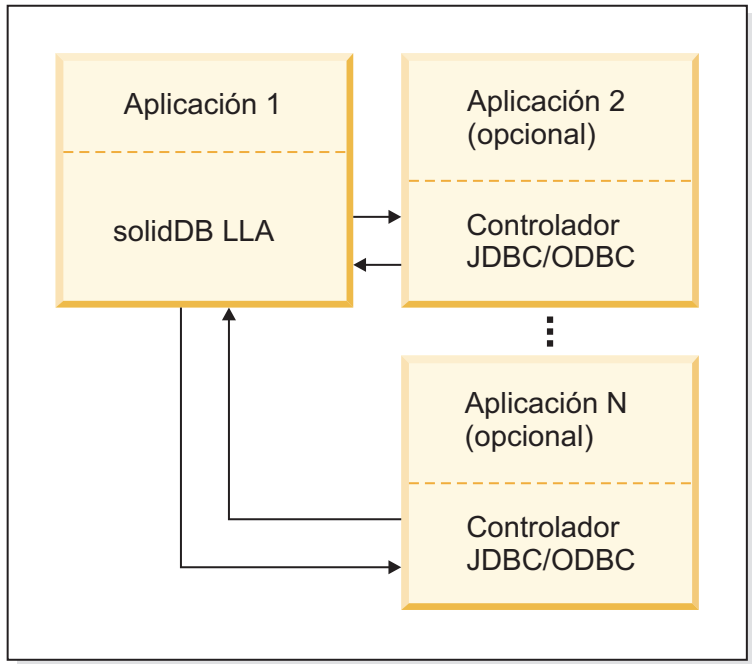 Aplicación 1
solidDB LLA
Aplicación 2
(opcional)
Controlador
JDBC/ODBC
Aplicación N
(opcional)
Controlador
JDBC/ODBC